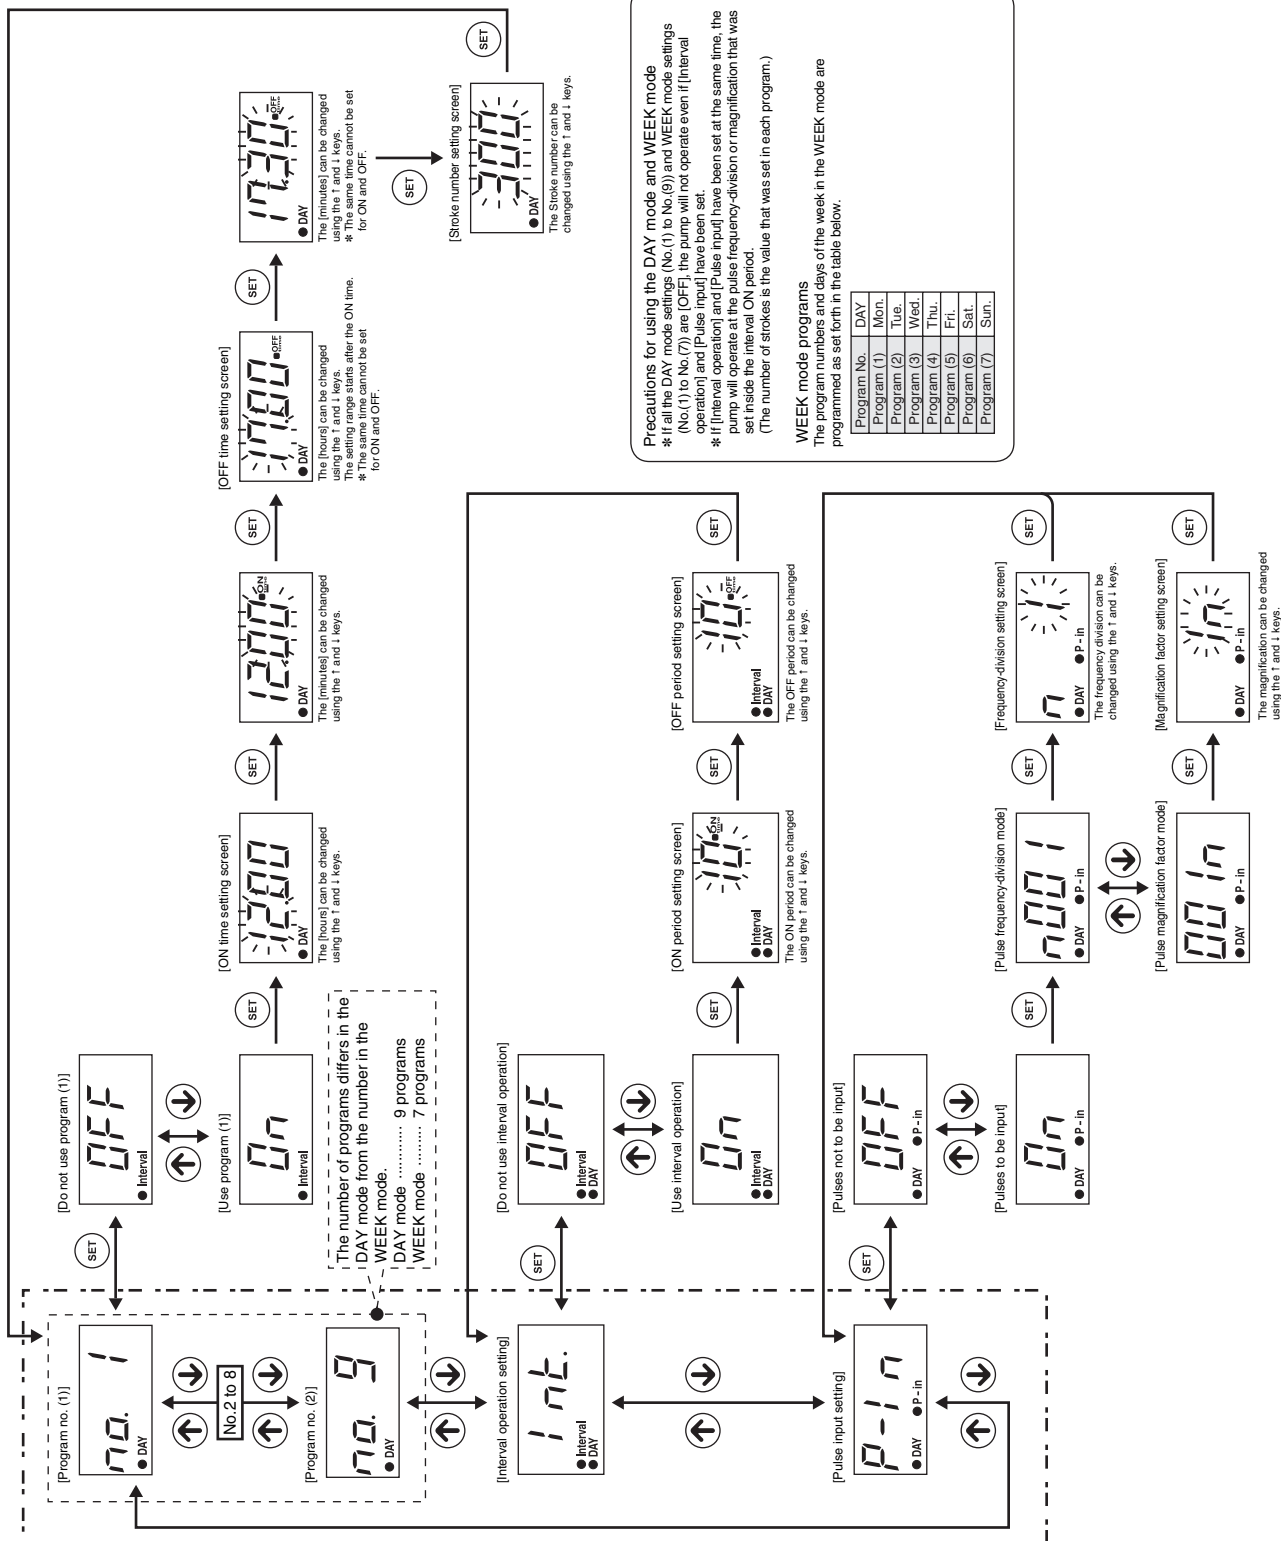 [Program no. (1)]
no. 1
DAY
No.2 to 8
[Program no. (2)]
no. 9
DAY
SET
[Do not use program (1)]
OFF
Interval
[Use program (1)]
On
Interval
The number of programs differs in the
DAY mode from the number in the
WEEK mode.
DAY mode ············ 9 programs
WEEK mode ········· 7 programs
SET
[ON time setting screen]
12:00
DAY
The [hours] can be changed
using the ↑ and ↓ keys.
SET
12:00
ON
DAY
The [minutes] can be changed
using the ↑ and ↓ keys.
SET
[OFF time setting screen]
17:00
OFF
DAY
The [hours] can be changed
using the ↑ and ↓ keys.
The setting range starts after the ON time.
✻ The same time cannot be set
for ON and OFF.
SET
17:30
OFF
DAY
The [minutes] can be changed
using the ↑ and ↓ keys.
✻ The same time cannot be set
for ON and OFF.
SET
[Stroke number setting screen]
300
DAY
The Stroke number can be
changed using the ↑ and ↓ keys.
SET
[Interval operation setting]
Int.
Interval
DAY
SET
[Do not use interval operation]
OFF
Interval
DAY
[Use interval operation]
On
Interval
DAY
SET
[ON period setting screen]
10
ON
Interval
DAY
The ON period can be changed
using the ↑ and ↓ keys.
SET
[OFF period setting screen]
10
OFF
Interval
DAY
The OFF period can be changed
using the ↑ and ↓ keys.
SET
[Pulse input setting]
P-In
DAY P-in
SET
[Pulses not to be input]
OFF
DAY P-in
[Pulses to be input]
On
DAY P-in
SET
[Pulse frequency-division mode]
n001
DAY P-in
SET
[Frequency-division setting screen]
n 1
DAY P-in
The frequency division can be
changed using the ↑ and ↓ keys.
SET
[Pulse magnification factor mode]
001n
DAY P-in
SET
[Magnification factor setting screen]
1n
DAY P-in
The magnification can be changed
using the ↑ and ↓ keys.
SET
Precautions for using the DAY mode and WEEK mode
✻ If all the DAY mode settings (No.(1) to No.(9)) and WEEK mode settings
(No.(1) to No.(7)) are [OFF], the pump will not operate even if [Interval
operation] and [Pulse input] have been set.
✻ If [Interval operation] and [Pulse input] have been set at the same time, the
pump will operate at the pulse frequency-division or magnification that was
set inside the interval ON period.
(The number of strokes is the value that was set in each program.)
WEEK mode programs
The program numbers and days of the week in the WEEK mode are
programmed as set forth in the table below.
Program No. DAY
Program (1) Mon.
Program (2) Tue.
Program (3) Wed.
Program (4) Thu.
Program (5) Fri.
Program (6) Sat.
Program (7) Sun.